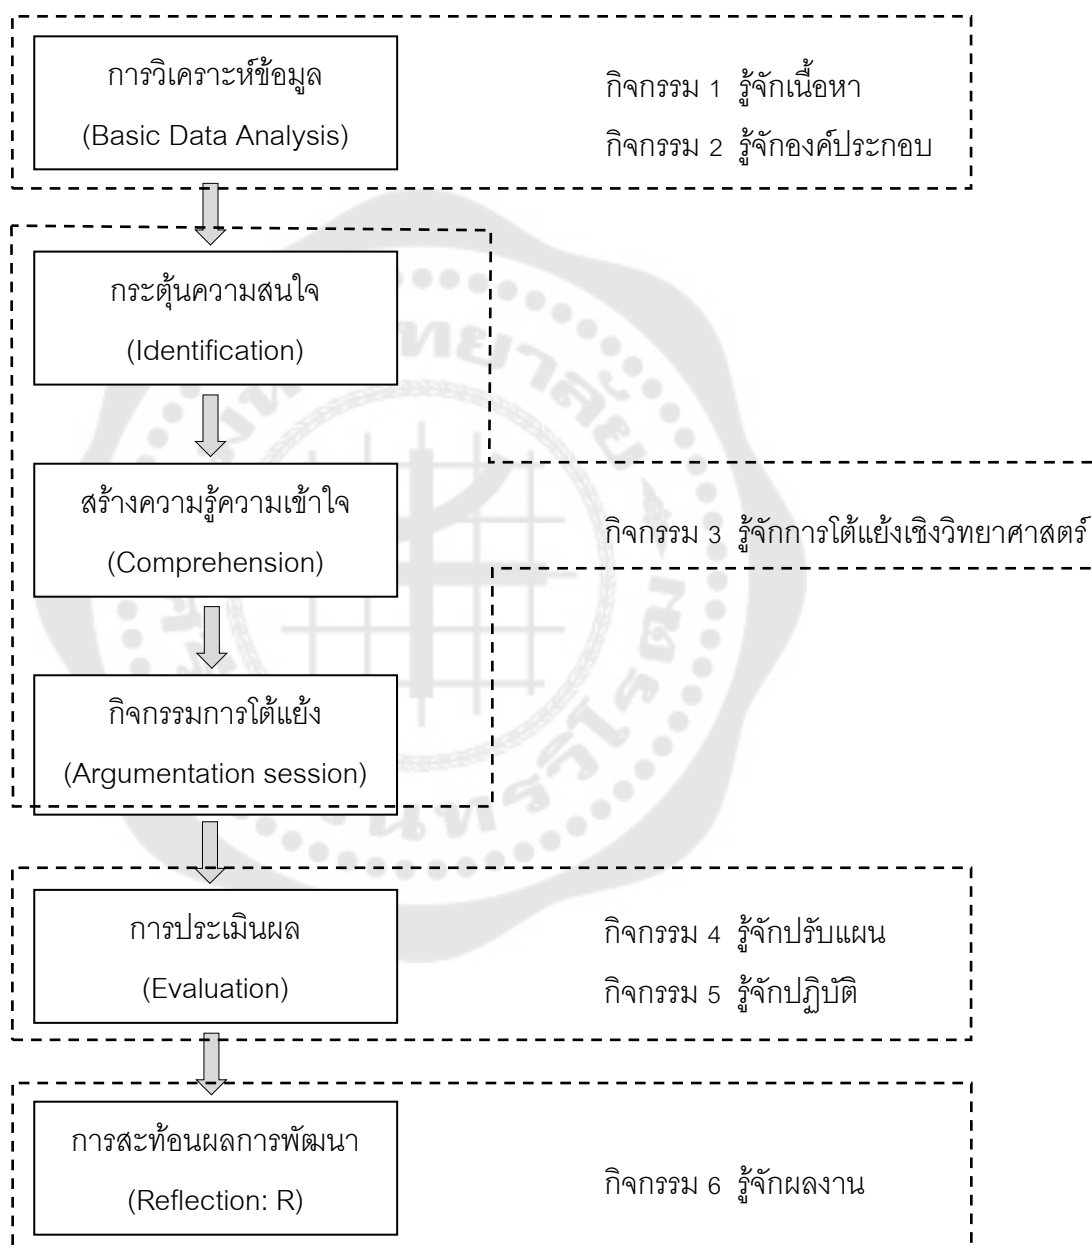 การวิเคราะห์ข้อมูล
(Basic Data Analysis)
กิจกรรม 1 รู้จักเนื้อหา
กิจกรรม 2 รู้จักองค์ประกอบ
กระตุ้นความสนใจ
(Identification)
สร้างความรู้ความเข้าใจ
(Comprehension)
กิจกรรม 3 รู้จักการโต้แย้งเชิงวิทยาศาสตร์
กิจกรรมการโต้แย้ง
(Argumentation session)
การประเมินผล
(Evaluation)
กิจกรรม 4 รู้จักปรับแผน
กิจกรรม 5 รู้จักปฏิบัติ
การสะท้อนผลการพัฒนา
(Reflection: R)
กิจกรรม 6 รู้จักผลงาน